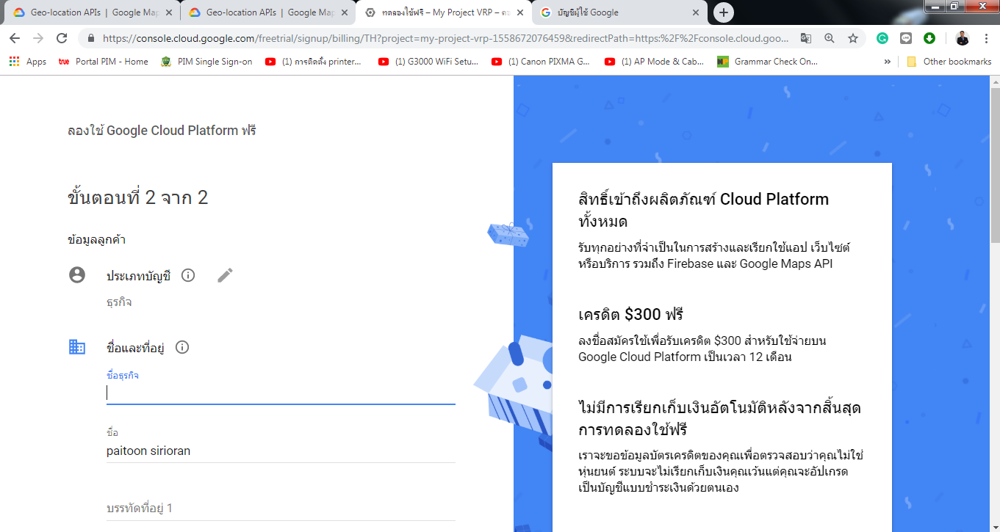 Geo-location APIs | Google Map
Geo-location APIs | Google Map
ทดลองใช้ฟรี – My Project VRP – คอ
บัญชีผู้ใช้ Google
https://console.cloud.google.com/freetrial/signup/billing/TH?project=my-project-vrp-1558672076459&redirectPath=https:%2F%2Fconsole.cloud.goo...
Apps
true Portal PIM - Home
PIM Single Sign-on
(1) การติดตั้ง printer...
(1) G3000 WiFi Setu...
(1) Canon PIXMA G...
(1) AP Mode & Cab...
Grammar Check On...
»
Other bookmarks
ลองใช้ Google Cloud Platform ฟรี
ขั้นตอนที่ 2 จาก 2
ข้อมูลลูกค้า
ประเภทบัญชี
ธุรกิจ
ชื่อและที่อยู่
ชื่อธุรกิจ
ชื่อ
paitoon sirioran
บรรทัดที่อยู่ 1
สิทธิ์เข้าถึงผลิตภัณฑ์ Cloud Platform
ทั้งหมด
รับทุกอย่างที่จำเป็นในการสร้างและเรียกใช้แอป เว็บไซต์
หรือบริการ รวมถึง Firebase และ Google Maps API
เครดิต $300 ฟรี
ลงชื่อสมัครใช้เพื่อรับเครดิต $300 สำหรับใช้จ่ายบน
Google Cloud Platform เป็นเวลา 12 เดือน
ไม่มีการเรียกเก็บเงินอัตโนมัติหลังจากสิ้นสุด
การทดลองใช้ฟรี
เราจะขอข้อมูลบัตรเครดิตของคุณเพื่อตรวจสอบว่าคุณไม่ใช่
หุ่นยนต์ ระบบจะไม่เรียกเก็บเงินคุณเว้นแต่คุณจะอัปเกรด
เป็นบัญชีแบบชำระเงินด้วยตนเอง